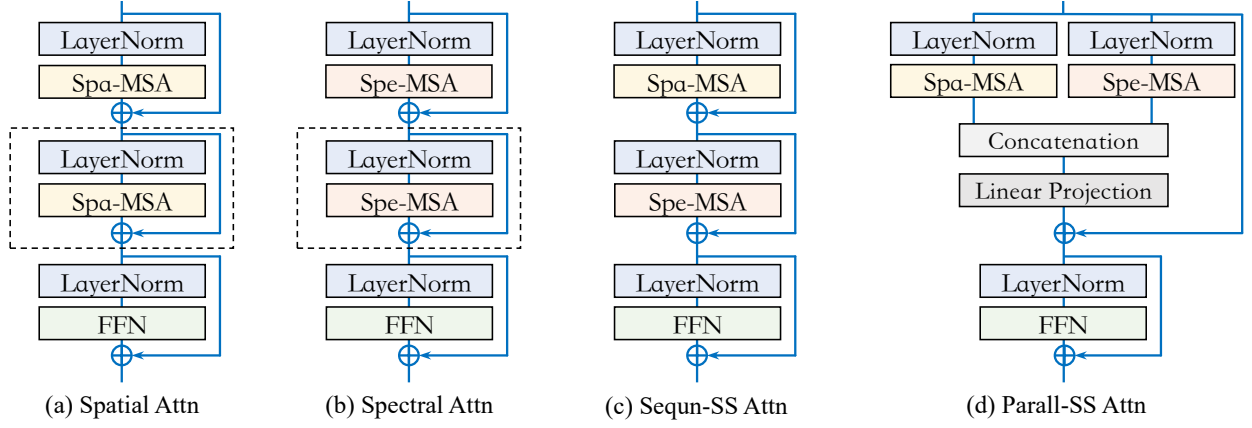 LayerNorm
Spa-MSA
LayerNorm
Spa-MSA
LayerNorm
FFN
(a) Spatial Attn
LayerNorm
Spe-MSA
LayerNorm
Spe-MSA
LayerNorm
FFN
(b) Spectral Attn
LayerNorm
Spa-MSA
LayerNorm
Spe-MSA
LayerNorm
FFN
(c) Sequn-SS Attn
LayerNorm
LayerNorm
Spa-MSA
Spe-MSA
Concatenation
Linear Projection
LayerNorm
FFN
(d) Parall-SS Attn